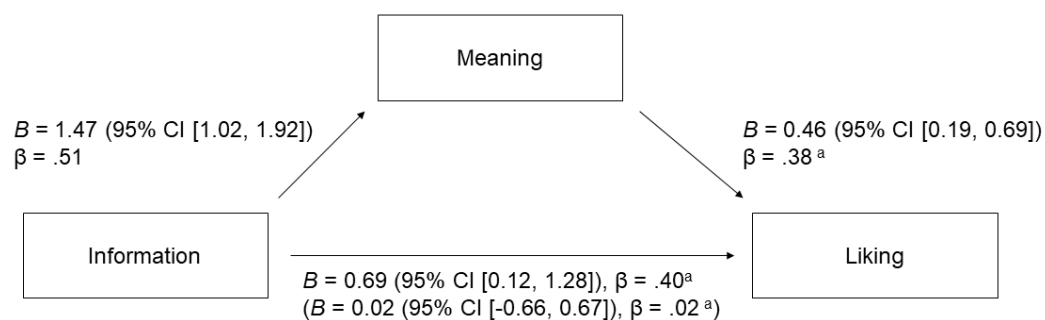 Meaning
B = 1.47 (95% CI [1.02, 1.92])
β = .51
B = 0.46 (95% CI [0.19, 0.69])
β = .38 ᵃ
Information
Liking
B = 0.69 (95% CI [0.12, 1.28]), β = .40ᵃ
(B = 0.02 (95% CI [-0.66, 0.67]), β = .02 ᵃ)